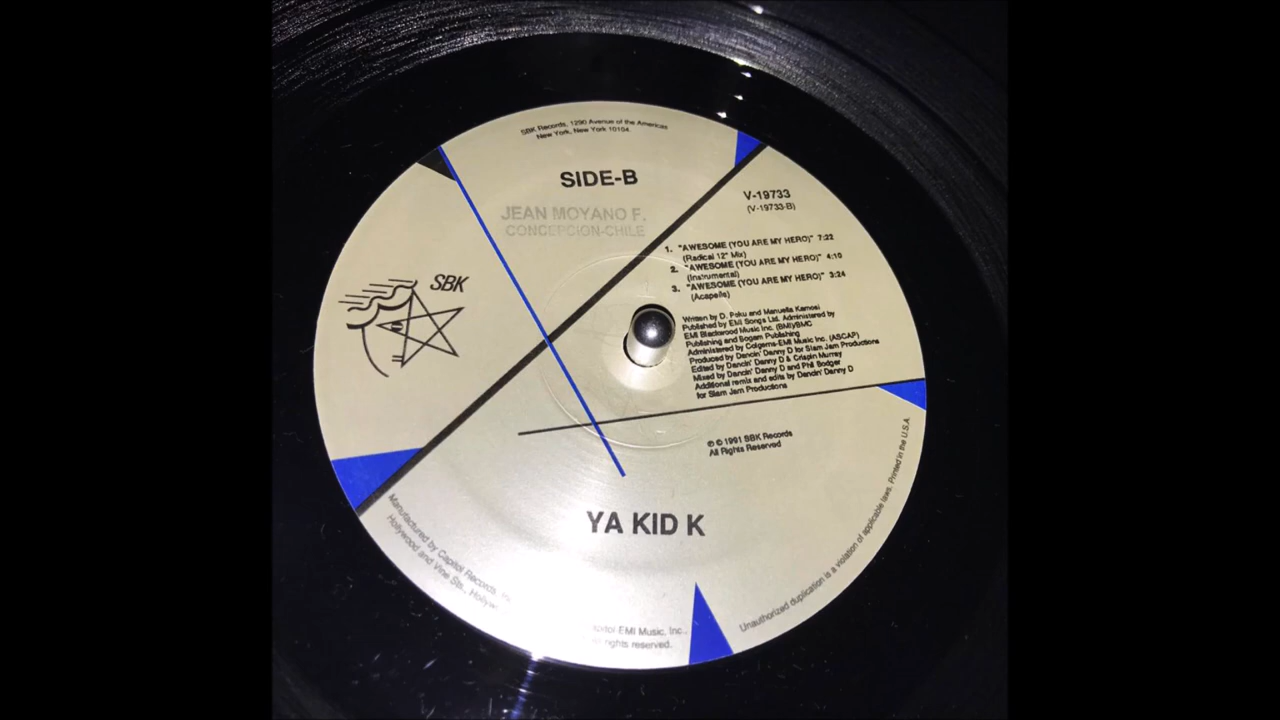 SBK Records, 1290 Avenue of the Americas
New York, New York 10104.
SIDE-B
JEAN MOYANO F.
CONCEPCION-CHILE
SBK
V-19733
(V-19733-B)
1. "AWESOME (YOU ARE MY HERO)" 7:22
(Radical 12" Mix)
2. "AWESOME (YOU ARE MY HERO)" 4:10
(Instrumental)
3. "AWESOME (YOU ARE MY HERO)" 3:24
(Acapella)
Written by D. Poku and Manuella Kamosi
Published by EMI Songs Ltd. Administered by
EMI Blackwood Music Inc. (BMI)/BMC
Publishing and Bogam Publishing
Administered by Colgems-EMI Music Inc. (ASCAP)
Produced by Dancin' Danny D for Slam Jam Productions
Edited by Dancin' Danny D & Crispin Murray
Mixed by Dancin' Danny D and Phil Bodger
Additional remix and edits by Dancin' Danny D
for Slam Jam Productions
℗ © 1991 SBK Records
All Rights Reserved
YA KID K
Manufactured by Capitol Records,
Hollywood and Vine Sts.,
EMI Music, Inc.,
rights reserved.
Unauthorized duplication is a violation of applicable laws. Printed in the U.S.A.